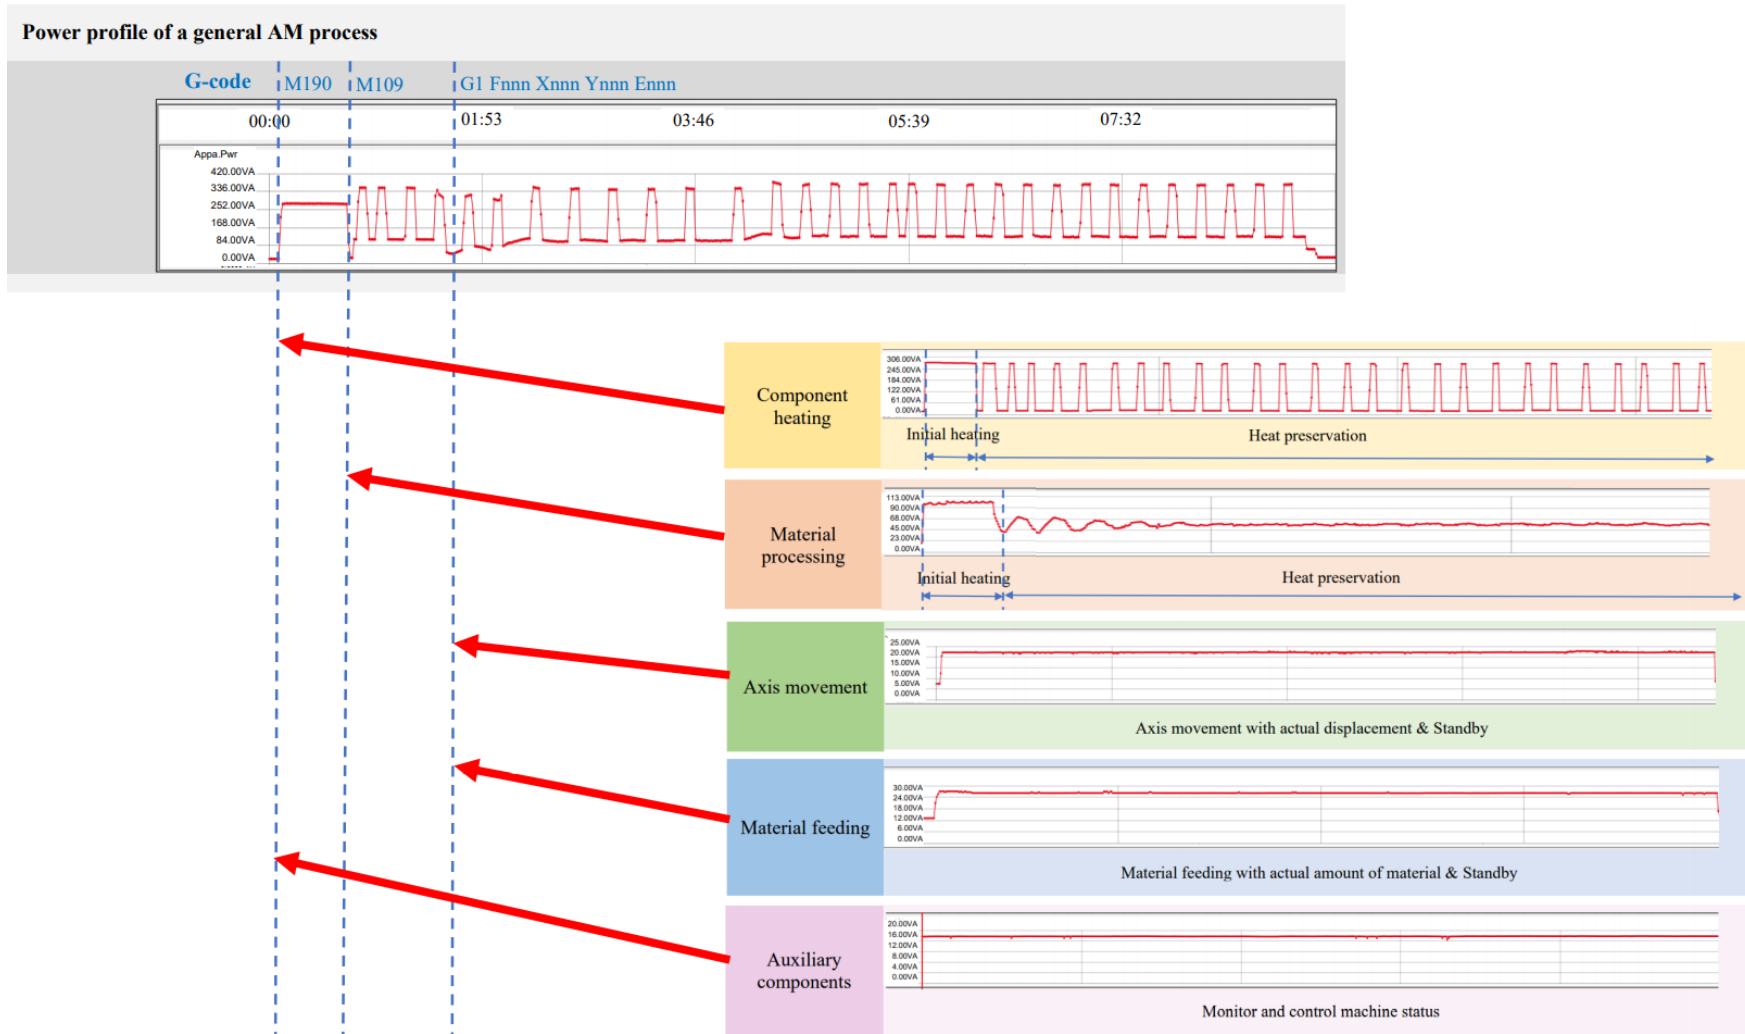 Power profile of a general AM process
G-code M190 M109 G1 Fnnn Xnnn Ynnn Ennn
00:00 01:53 03:46 05:39 07:32
Appa.Pwr
420.00VA
336.00VA
252.00VA
168.00VA
84.00VA
0.00VA
Component
heating
306.00VA
245.00VA
184.00VA
122.00VA
61.00VA
0.00VA
Initial heating Heat preservation
Material
processing
113.00VA
90.00VA
68.00VA
45.00VA
23.00VA
0.00VA
Initial heating Heat preservation
Axis movement
25.00VA
20.00VA
15.00VA
10.00VA
5.00VA
0.00VA
Axis movement with actual displacement & Standby
Material feeding
30.00VA
24.00VA
18.00VA
12.00VA
6.00VA
0.00VA
Material feeding with actual amount of material & Standby
Auxiliary
components
20.00VA
16.00VA
12.00VA
8.00VA
4.00VA
0.00VA
Monitor and control machine status